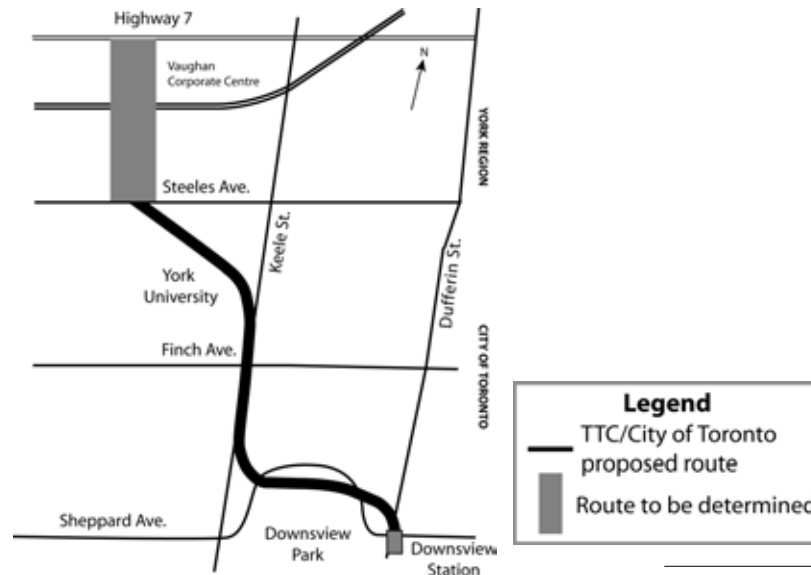 Highway 7
Vaughan
Corporate Centre
N
YORK REGION
Steeles Ave.
Keele St.
York
University
Dufferin St.
Finch Ave.
CITY OF TORONTO
Sheppard Ave.
Downsview
Park
Downsview
Station
Legend
TTC/City of Toronto
proposed route
Route to be determined